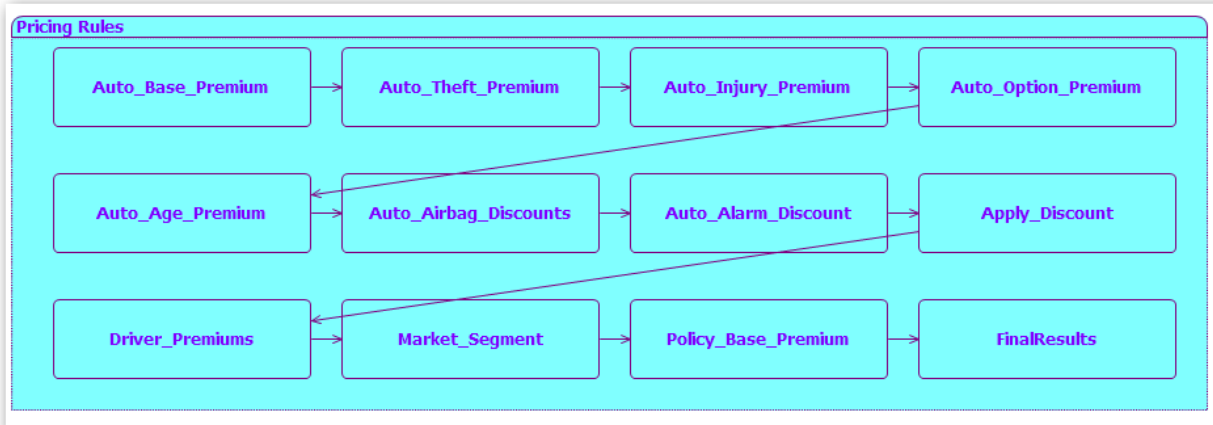 Pricing Rules
Auto_Base_Premium
Auto_Theft_Premium
Auto_Injury_Premium
Auto_Option_Premium
Auto_Age_Premium
Auto_Airbag_Discounts
Auto_Alarm_Discount
Apply_Discount
Driver_Premiums
Market_Segment
Policy_Base_Premium
FinalResults